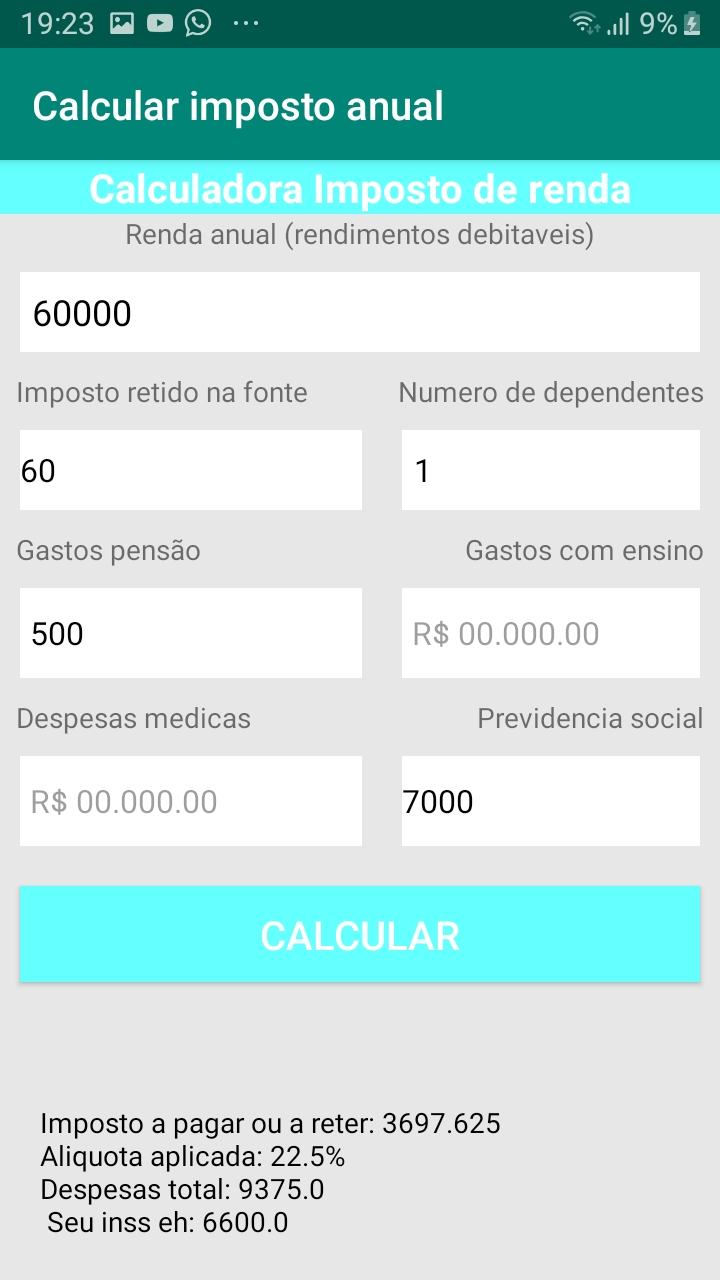 19:23 ... 9%
Calcular imposto anual
Calculadora Imposto de renda
Renda anual (rendimentos debitaveis)
60000
Imposto retido na fonte Numero de dependentes
60 1
Gastos pensão Gastos com ensino
500 R$ 00.000.00
Despesas medicas Previdencia social
R$ 00.000.00 7000
CALCULAR
Imposto a pagar ou a reter: 3697.625
Aliquota aplicada: 22.5%
Despesas total: 9375.0
Seu inss eh: 6600.0